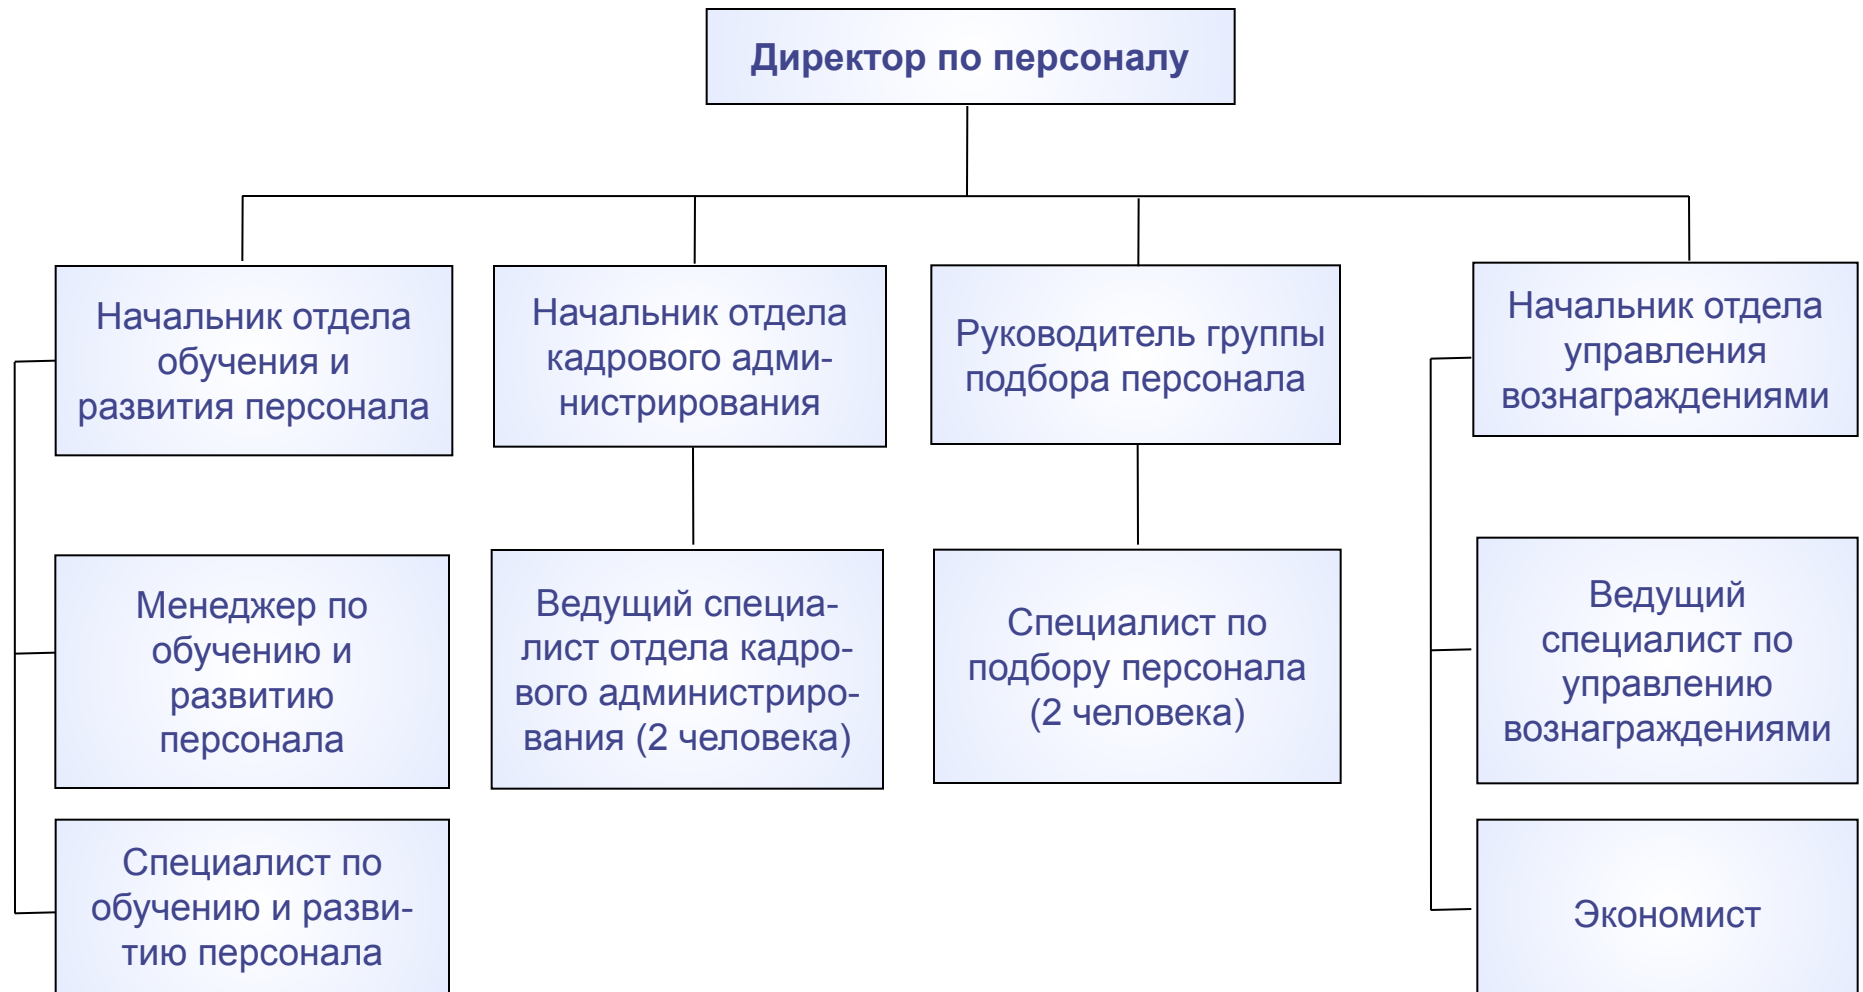 Директор по персоналу
Начальник отдела
обучения и
развития персонала
Начальник отдела
кадрового адми-
нистрирования
Руководитель группы
подбора персонала
Начальник отдела
управления
вознаграждениями
Менеджер по
обучению и
развитию
персонала
Ведущий специа-
лист отдела кадро-
вого администриро-
вания (2 человека)
Специалист по
подбору персонала
(2 человека)
Ведущий
специалист по
управлению
вознаграждениями
Специалист по
обучению и разви-
тию персонала
Экономист